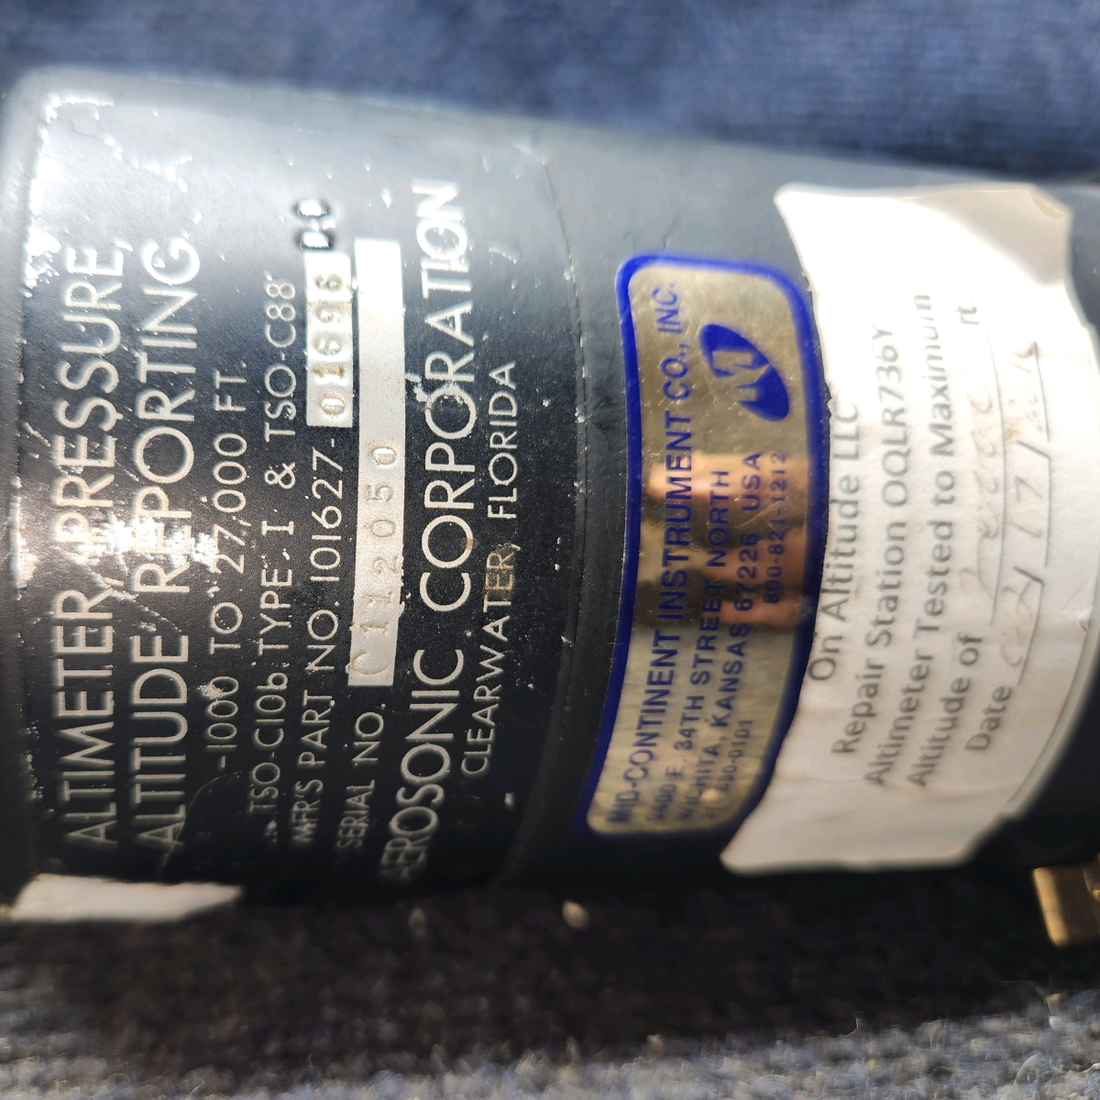 ALTIMETER, PRESSURE,
ALTITUDE REPORTING
-1000 TO 27,000 FT.
TSO-C10b: TYPE: I & TSO-C88
MFR'S PART NO. 101627-
SERIAL NO. C112050
AEROSONIC CORPORATION
CLEARWATER, FLORIDA
MID-CONTINENT INSTRUMENT CO., INC.
9400 E. 34TH STREET NORTH
WICHITA, KANSAS 67226 USA
800-821-1212
On Altitude LLC
Repair Station OQLR736Y
Altimeter Tested to Maximum
Altitude of ft.
Date